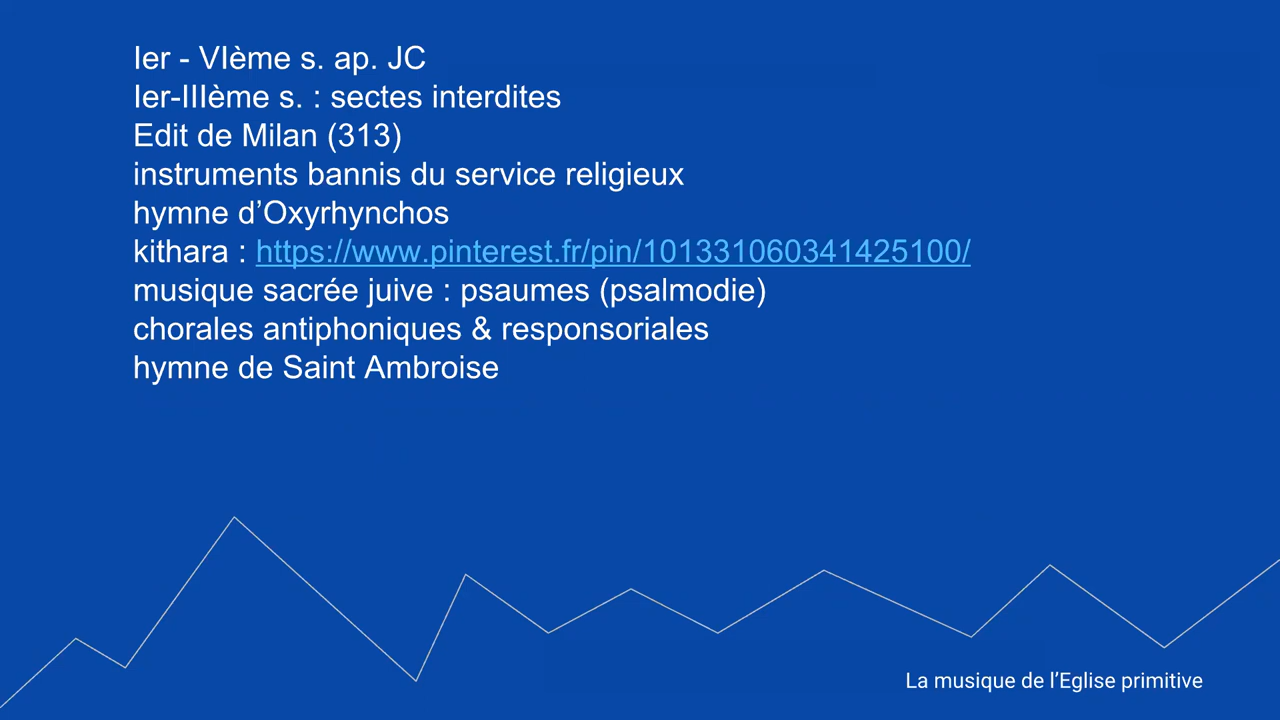 Ier - VIème s. ap. JC
Ier-IIIème s. : sectes interdites
Edit de Milan (313)
instruments bannis du service religieux
hymne d’Oxyrhynchos
kithara : https://www.pinterest.fr/pin/101331060341425100/
musique sacrée juive : psaumes (psalmodie)
chorales antiphoniques & responsoriales
hymne de Saint Ambroise
La musique de l’Eglise primitive